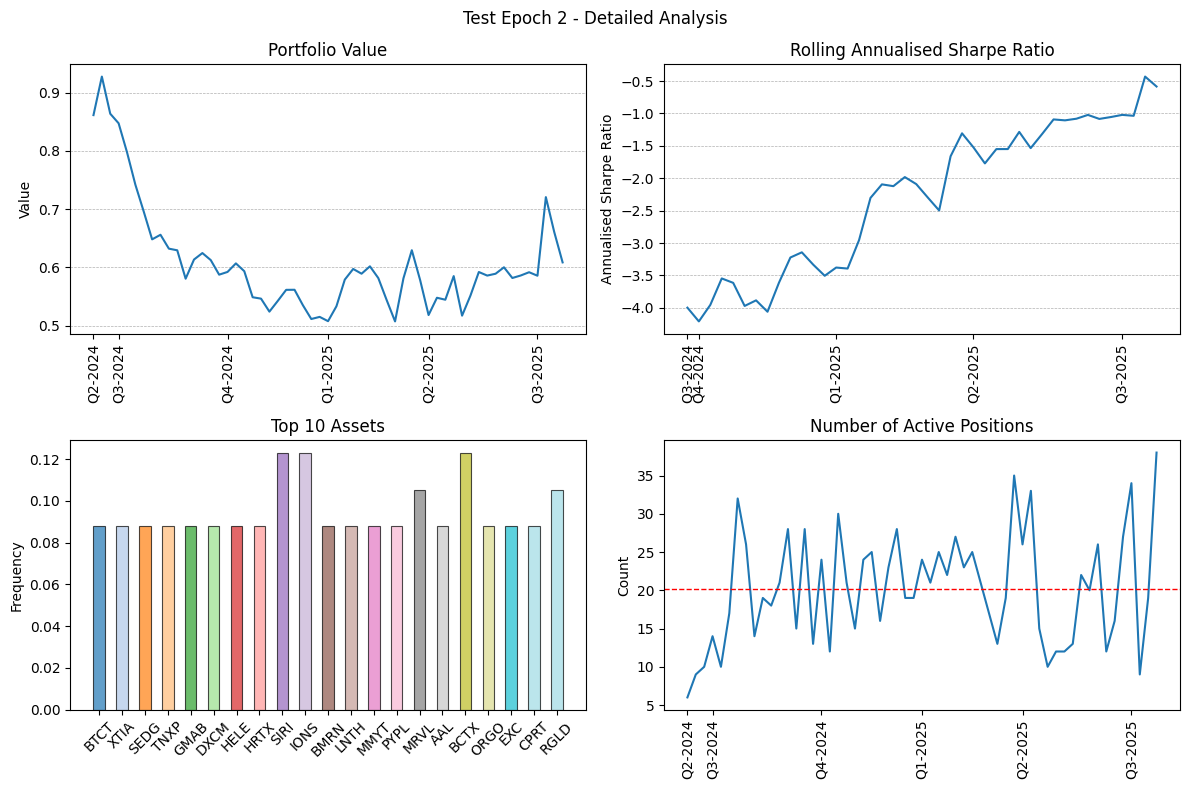 Test Epoch 2 - Detailed Analysis
Portfolio Value
Value
0.9
0.8
0.7
0.6
0.5
Q2-2024
Q3-2024
Q4-2024
Q1-2025
Q2-2025
Q3-2025
Rolling Annualised Sharpe Ratio
Annualised Sharpe Ratio
−0.5
−1.0
−1.5
−2.0
−2.5
−3.0
−3.5
−4.0
Q3-2024
Q4-2024
Q1-2025
Q2-2025
Q3-2025
Top 10 Assets
Frequency
0.12
0.10
0.08
0.06
0.04
0.02
0.00
BTCT
XTIA
SEDG
TNXP
GMAB
DXCM
HELE
HRTX
SIRI
IONS
BMRN
LNTH
MMYT
PYPL
MRVL
AAL
BCTX
ORGO
EXC
CPRT
RGLD
Number of Active Positions
Count
35
30
25
20
15
10
5
Q2-2024
Q3-2024
Q4-2024
Q1-2025
Q2-2025
Q3-2025